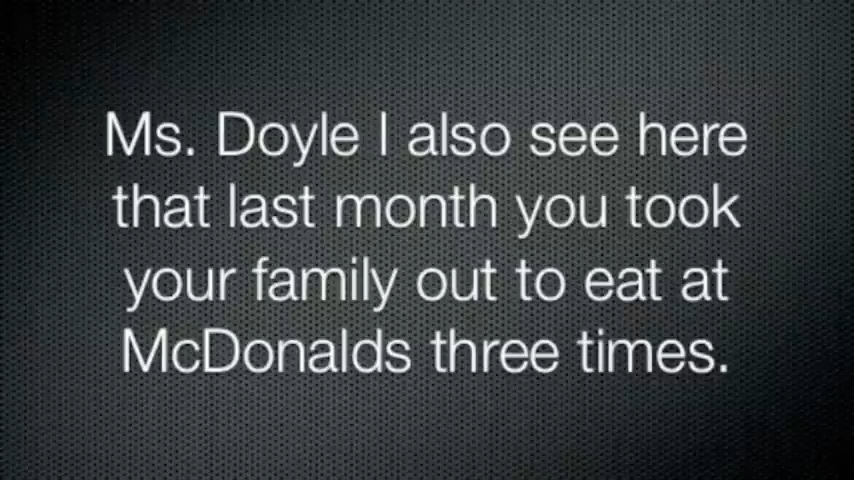 Ms. Doyle I also see here
that last month you took
your family out to eat at
McDonalds three times.